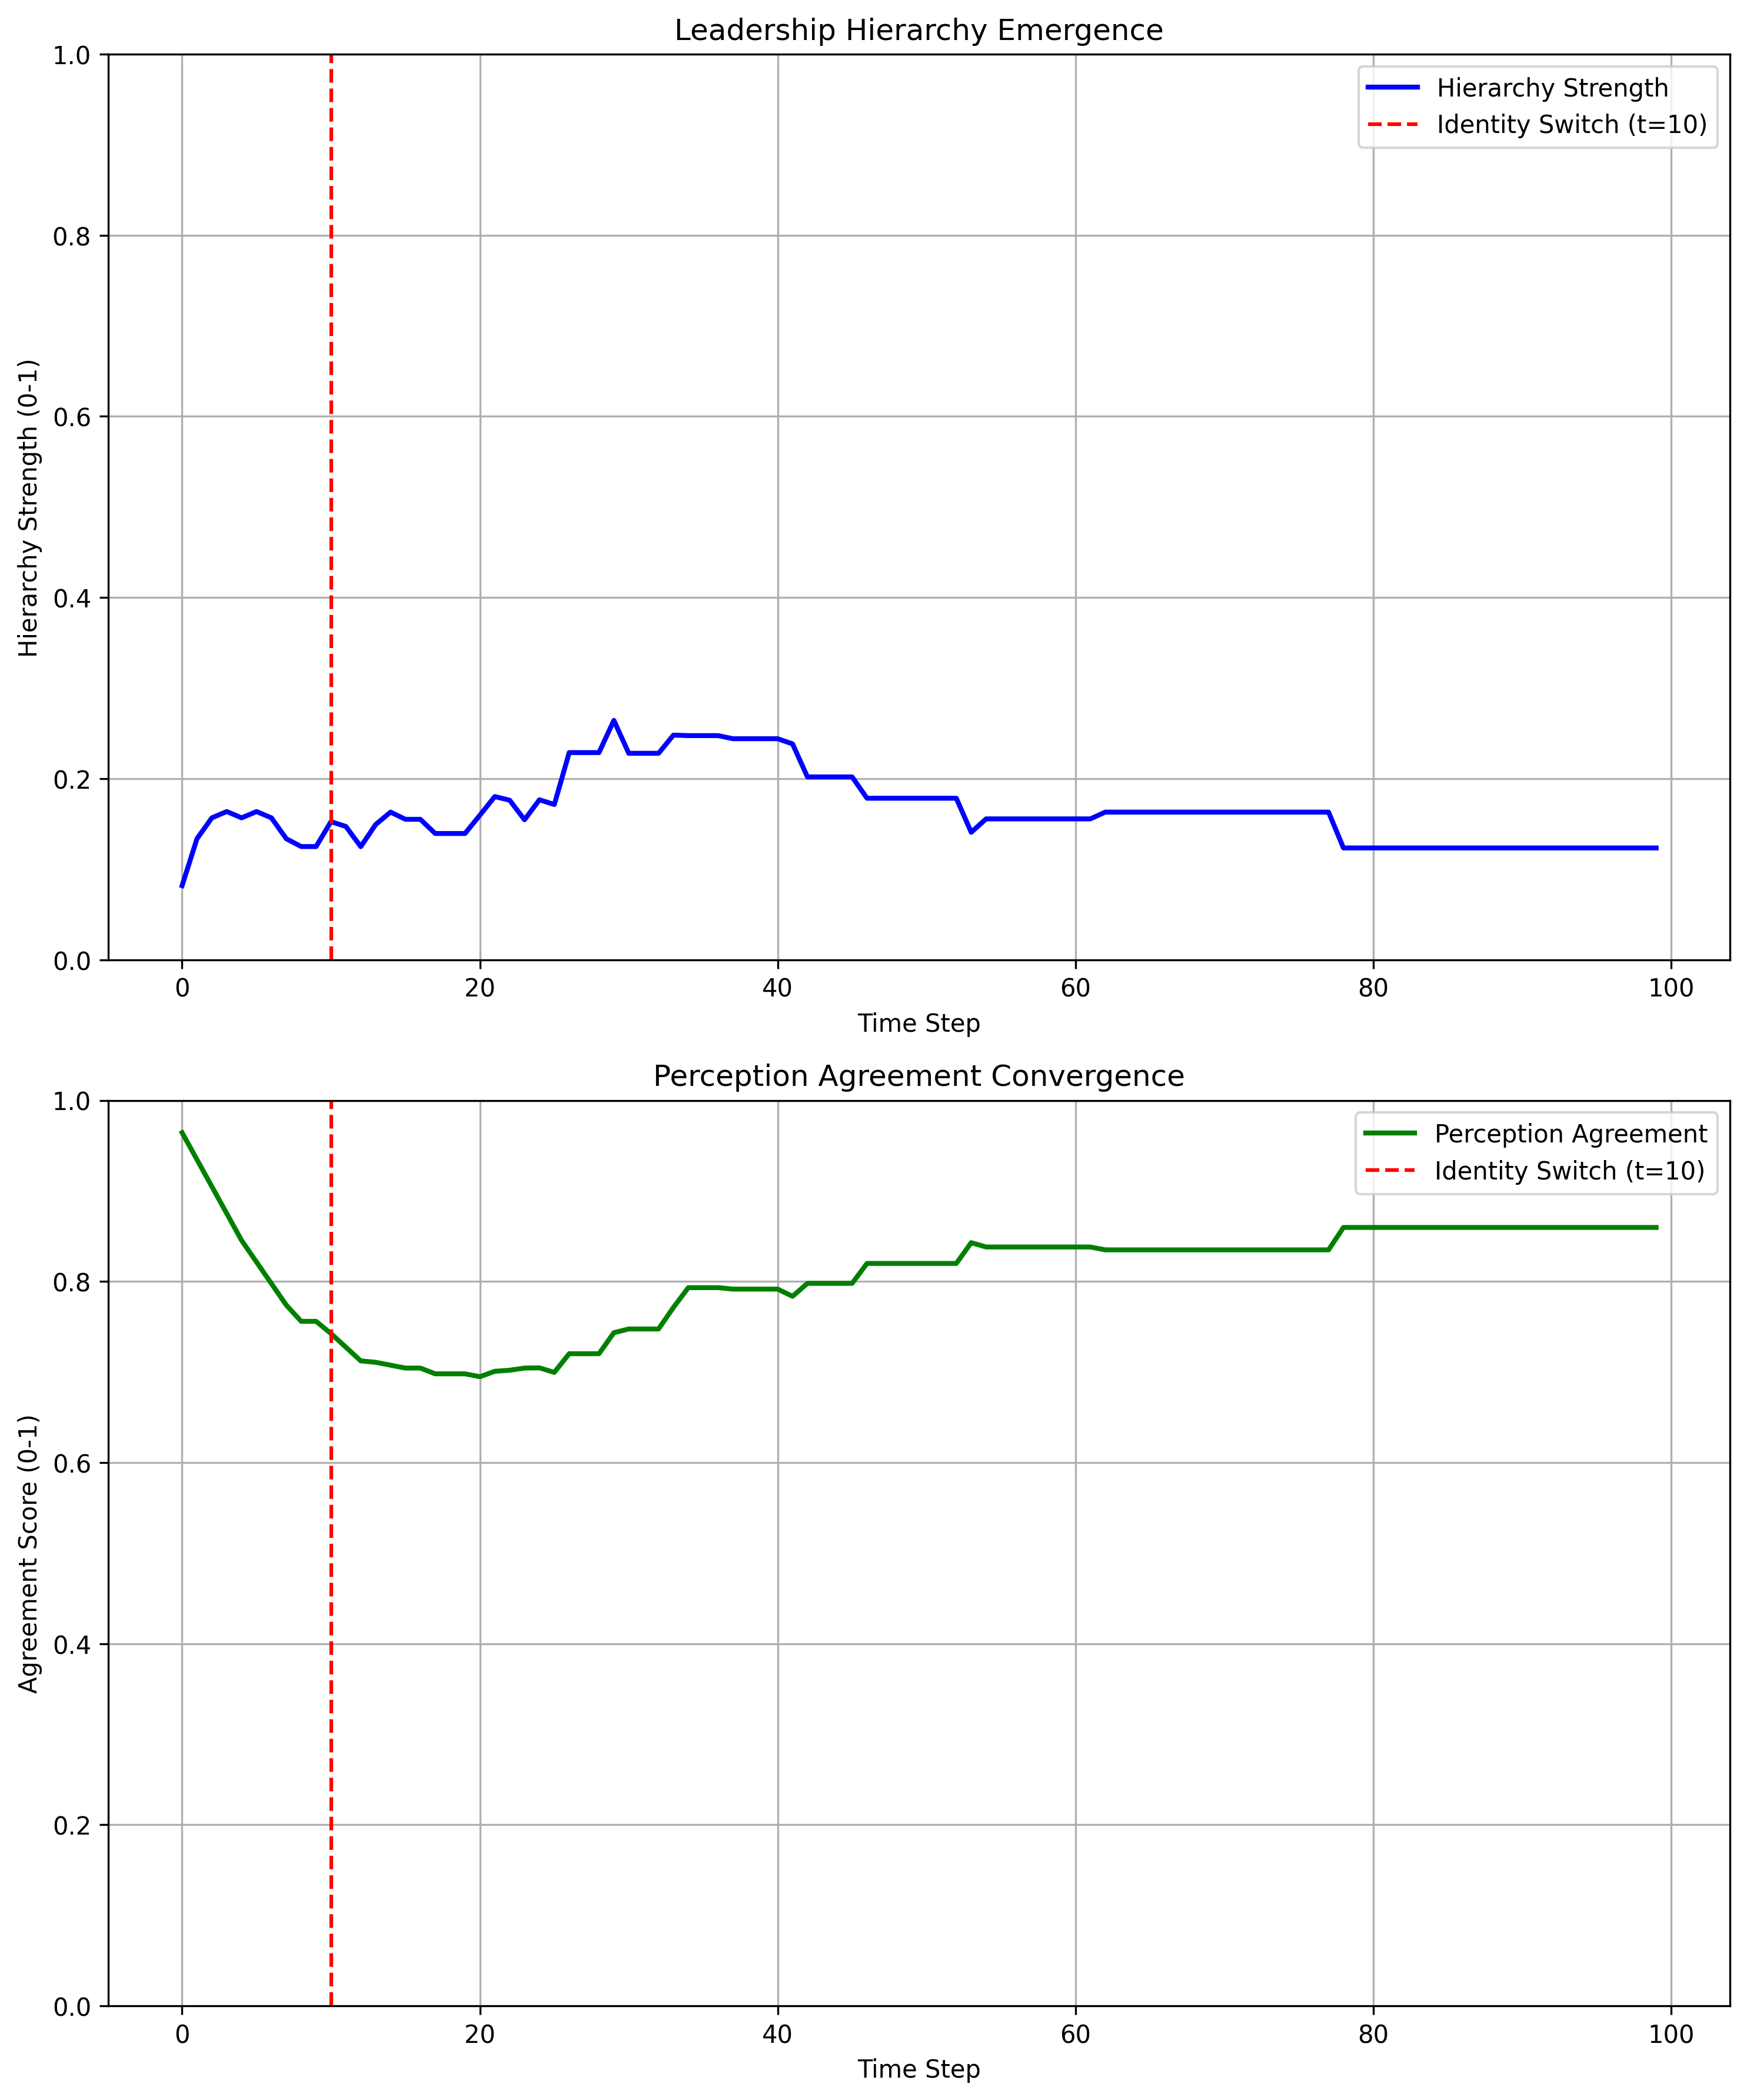 Leadership Hierarchy Emergence
1.0
0.8
0.6
0.4
0.2
0.0
Hierarchy Strength (0-1)
Hierarchy Strength
Identity Switch (t=10)
0 20 40 60 80 100
Time Step
Perception Agreement Convergence
1.0
0.8
0.6
0.4
0.2
0.0
Agreement Score (0-1)
Perception Agreement
Identity Switch (t=10)
0 20 40 60 80 100
Time Step